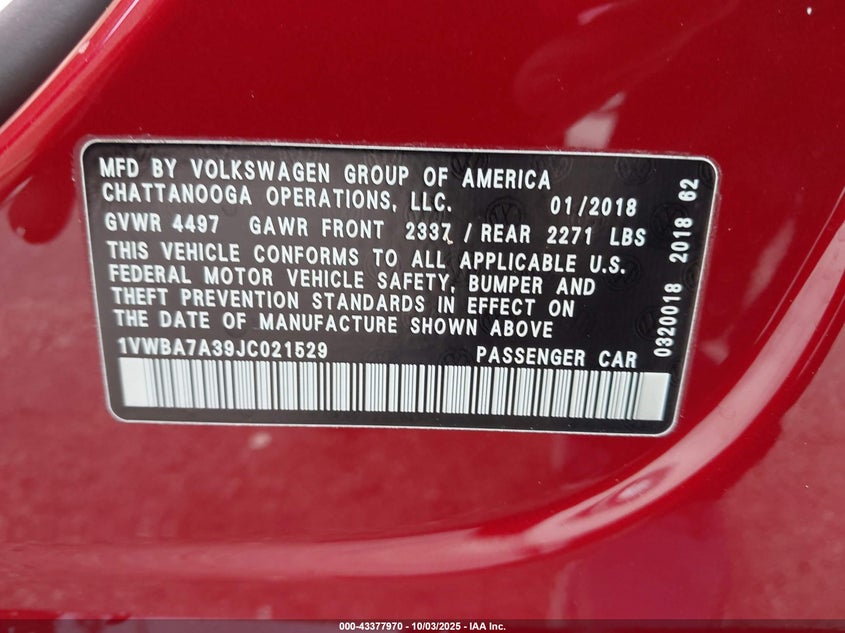 MFD BY VOLKSWAGEN GROUP OF AMERICA
CHATTANOOGA OPERATIONS, LLC. 01/2018
GVWR 4497 GAWR FRONT 2337/REAR 2271 LBS
THIS VEHICLE CONFORMS TO ALL APPLICABLE U.S.
FEDERAL MOTOR VEHICLE SAFETY, BUMPER AND
THEFT PREVENTION STANDARDS IN EFFECT ON
THE DATE OF MANUFACTURE SHOWN ABOVE
1VWBA7A39JC021529 PASSENGER CAR
0320018 2018 62
000-43377970 - 10/03/2025 - IAA Inc.